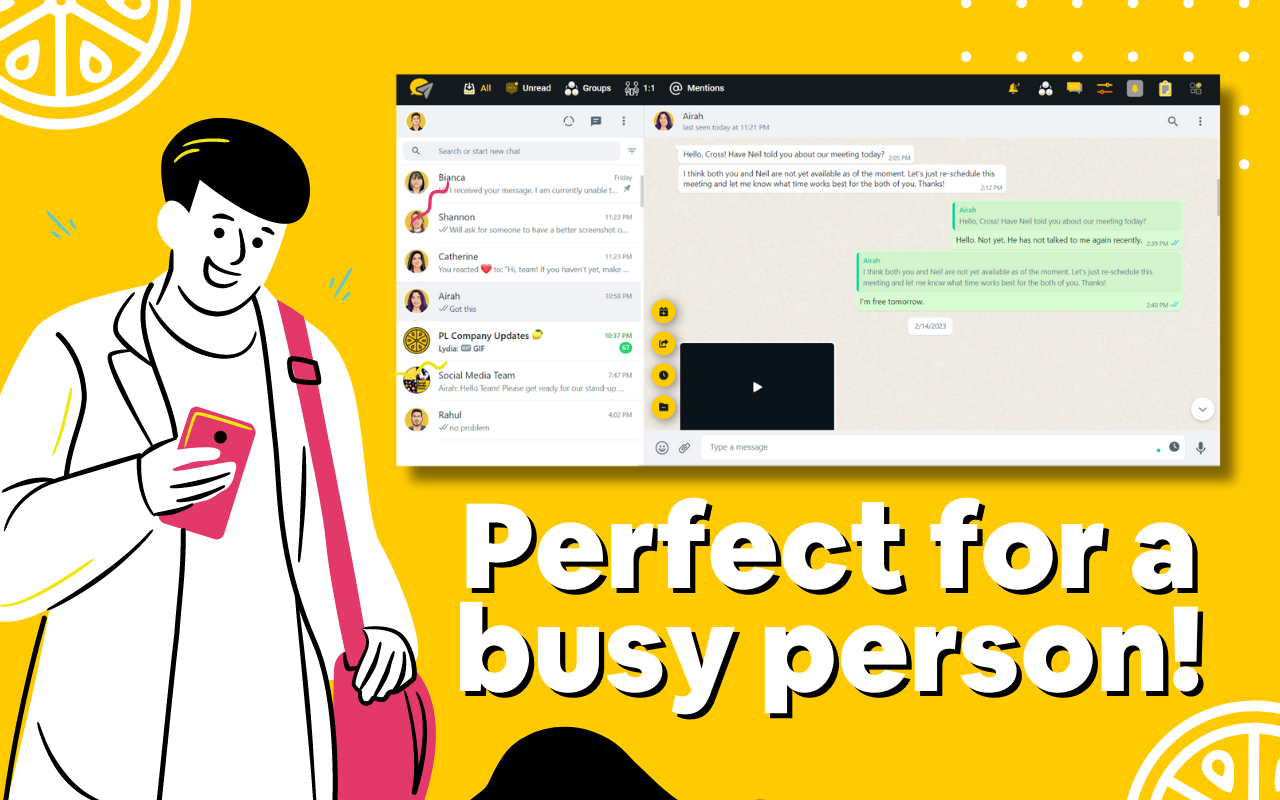 All
Unread
Groups
1:1
Mentions
Airah
last seen today at 11:21 PM
Search or start new chat
Bianca
Friday
I received your message. I am currently unable t...
Shannon
11:23 PM
Will ask for someone to have a better screenshot o...
Catherine
11:23 PM
You reacted ❤️ to: "Hi, team! If you haven't yet, make ...
Airah
10:58 PM
Got this
PL Company Updates 🍋
10:37 PM
Lydia: GIF GIF
67
Social Media Team
7:47 PM
Airah: Hello Team! Please get ready for our stand-up ...
Rahul
4:02 PM
no problem
Hello, Cross! Have Neil told you about our meeting today?
2:05 PM
I think both you and Neil are not yet available as of the moment. Let's just re-schedule this
meeting and let me know what time works best for the both of you. Thanks!
2:12 PM
Airah
Hello, Cross! Have Neil told you about our meeting today?
Hello. Not yet. He has not talked to me again recently.
2:39 PM
Airah
I think both you and Neil are not yet available as of the moment. Let's just re-schedule this
meeting and let me know what time works best for the both of you. Thanks!
I'm free tomorrow.
2:40 PM
2/14/2023
Type a message
Perfect for a
busy person!